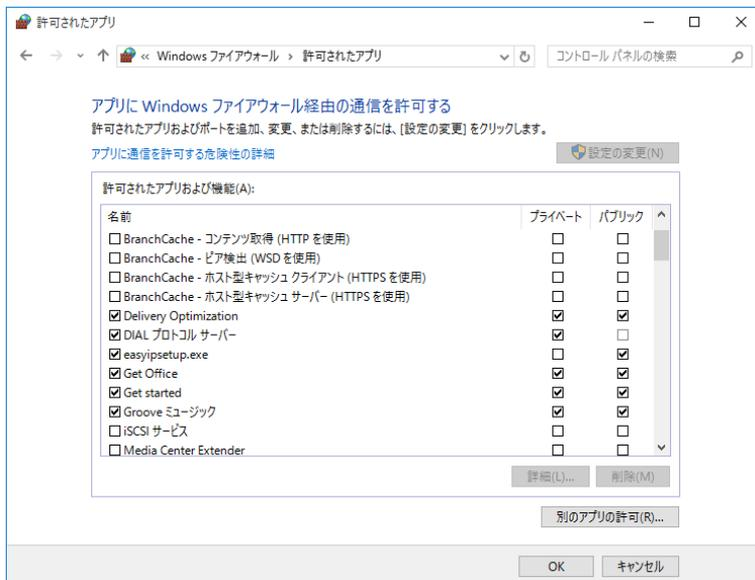 許可されたアプリ
« Windows ファイアウォール › 許可されたアプリ
コントロール パネルの検索
アプリに Windows ファイアウォール経由の通信を許可する
許可されたアプリおよびポートを追加、変更、または削除するには、[設定の変更] をクリックします。
アプリに通信を許可する危険性の詳細
設定の変更(N)
許可されたアプリおよび機能(A):
名前 プライベート パブリック
BranchCache - コンテンツ取得 (HTTP を使用)
BranchCache - ピア検出 (WSD を使用)
BranchCache - ホスト型キャッシュ クライアント (HTTPS を使用)
BranchCache - ホスト型キャッシュ サーバー (HTTPS を使用)
Delivery Optimization
DIAL プロトコル サーバー
easyipsetup.exe
Get Office
Get started
Groove ミュージック
iSCSI サービス
Media Center Extender
詳細(L)... 削除(M)
別のアプリの許可(R)...
OK キャンセル